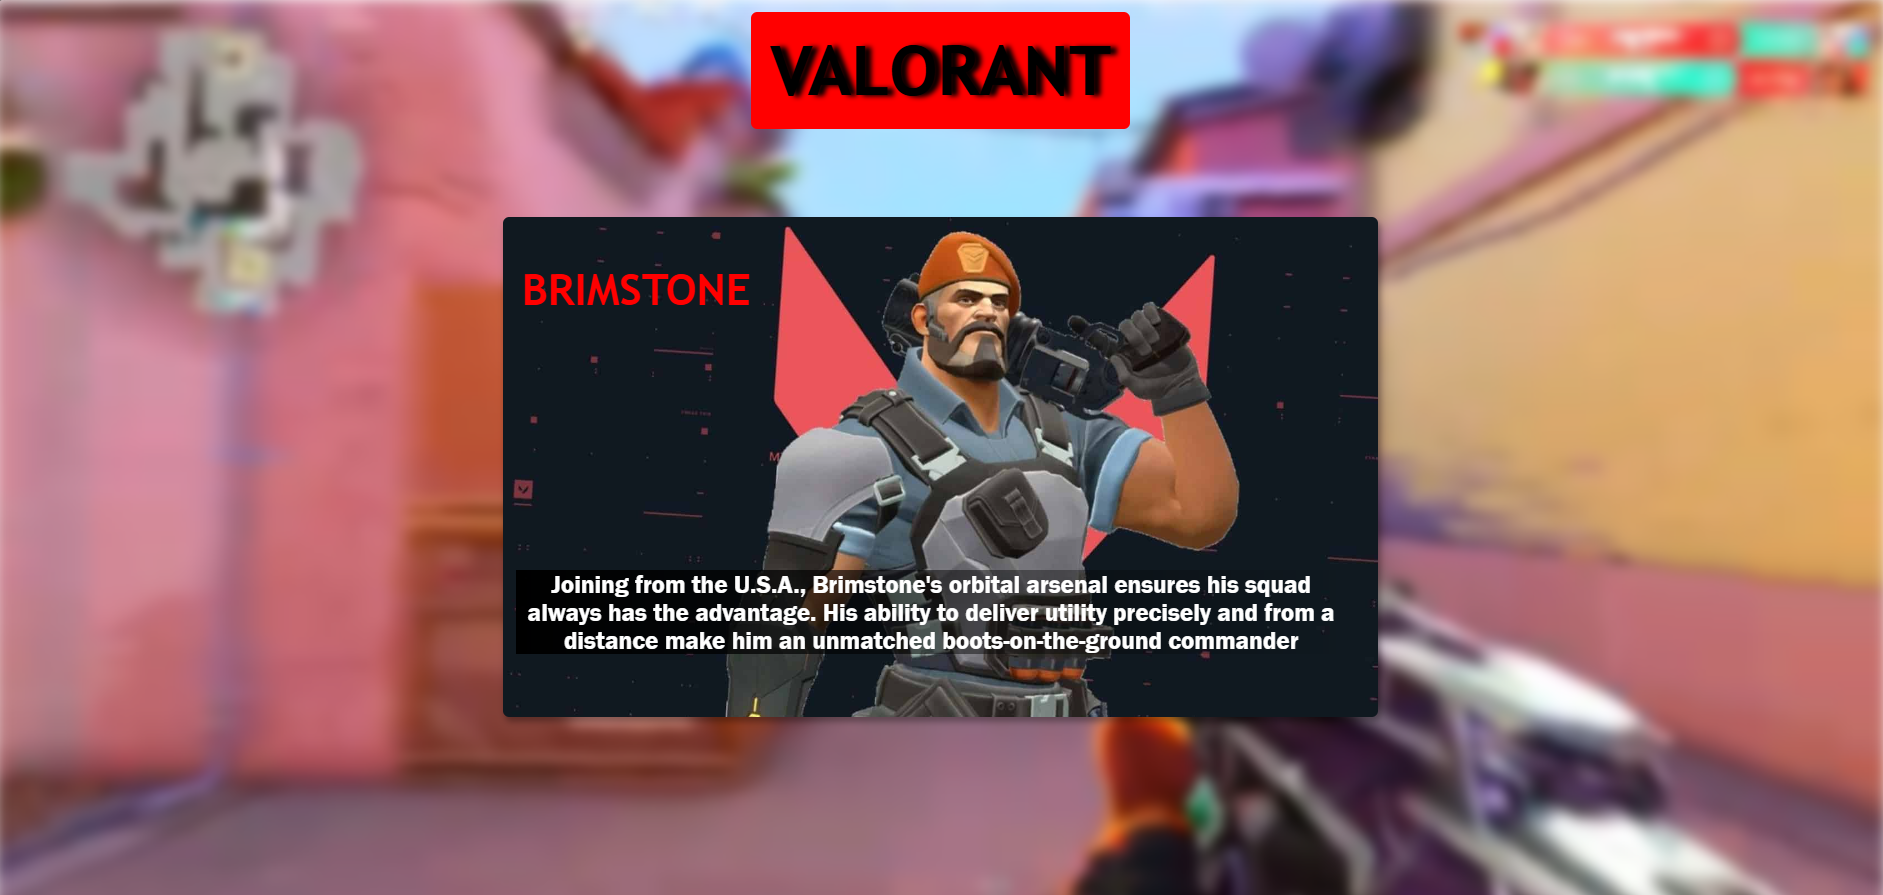 VALORANT
BRIMSTONE
Joining from the U.S.A., Brimstone's orbital arsenal ensures his squad
always has the advantage. His ability to deliver utility precisely and from a
distance make him an unmatched boots-on-the-ground commander